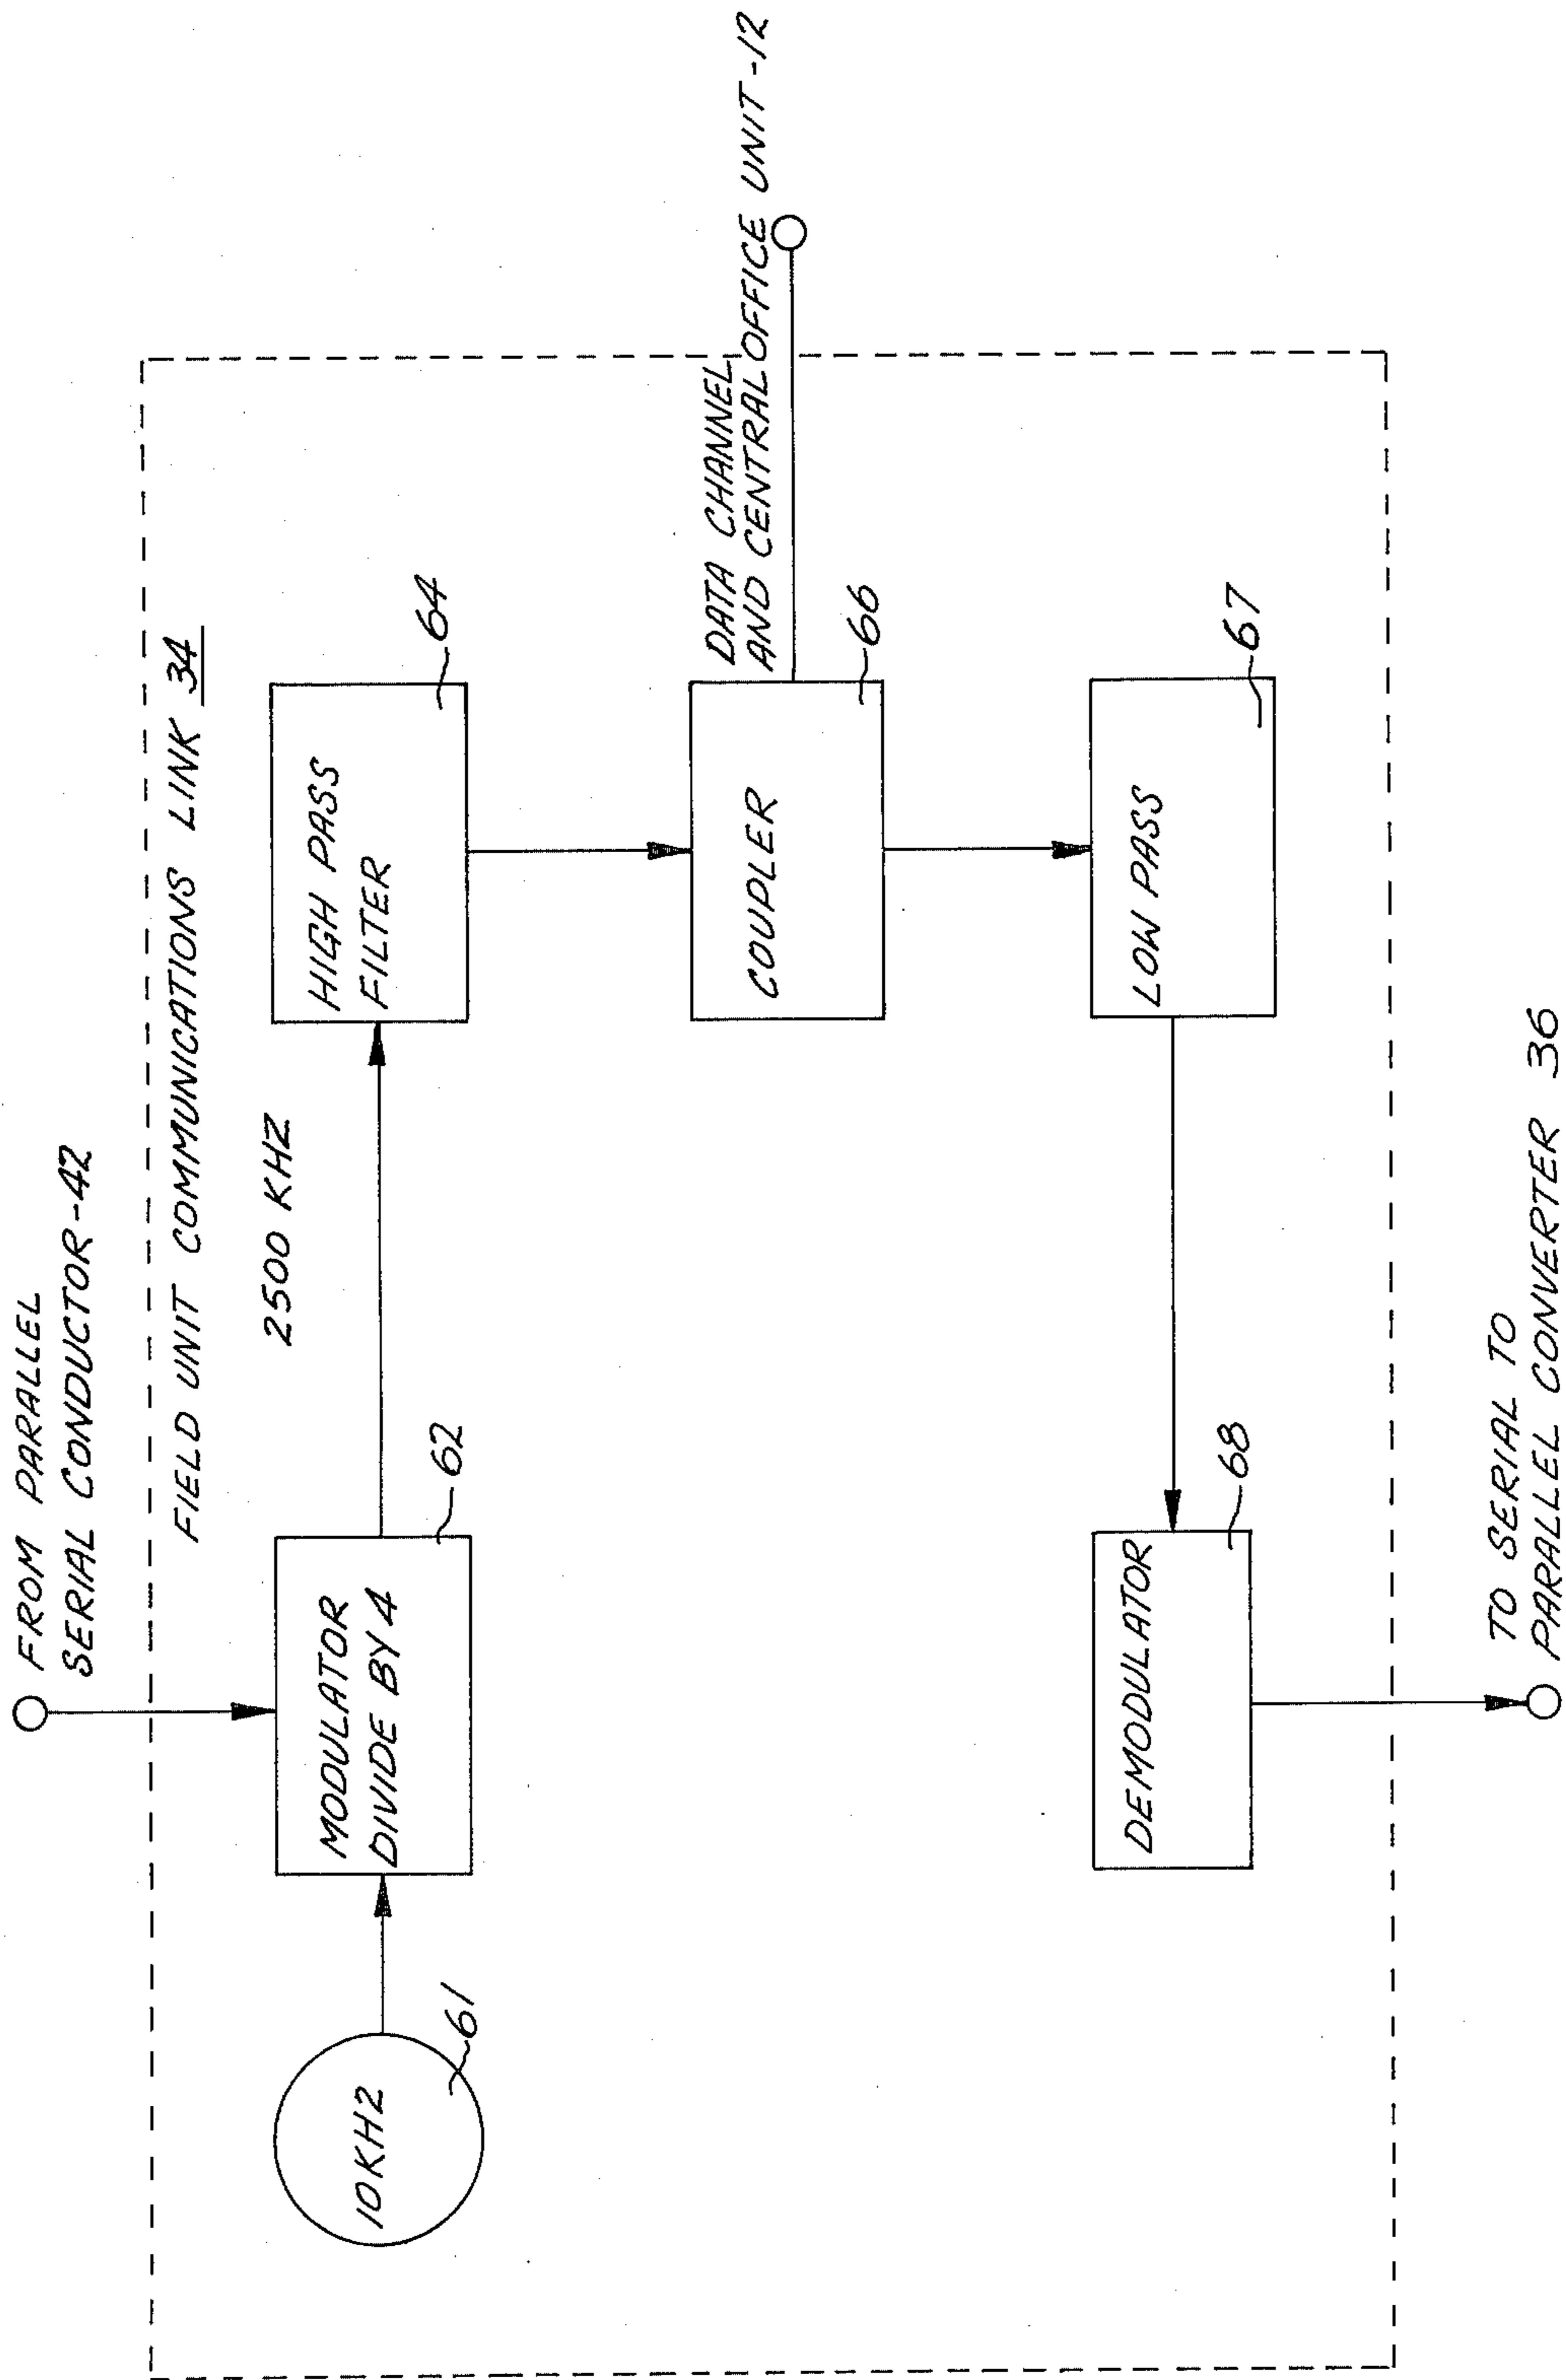 FROM PARALLEL
SERIAL CONDUCTOR-42
FIELD UNIT COMMUNICATIONS LINK 34
10KHZ
61
MODULATOR
DIVIDE BY 4
62
2500 KHZ
HIGH PASS
FILTER
64
DATA CHANNEL
AND CENTRAL OFFICE UNIT-12
COUPLER
66
LOW PASS
67
DEMODULATOR
68
TO SERIAL TO
PARALLEL CONVERTER 36